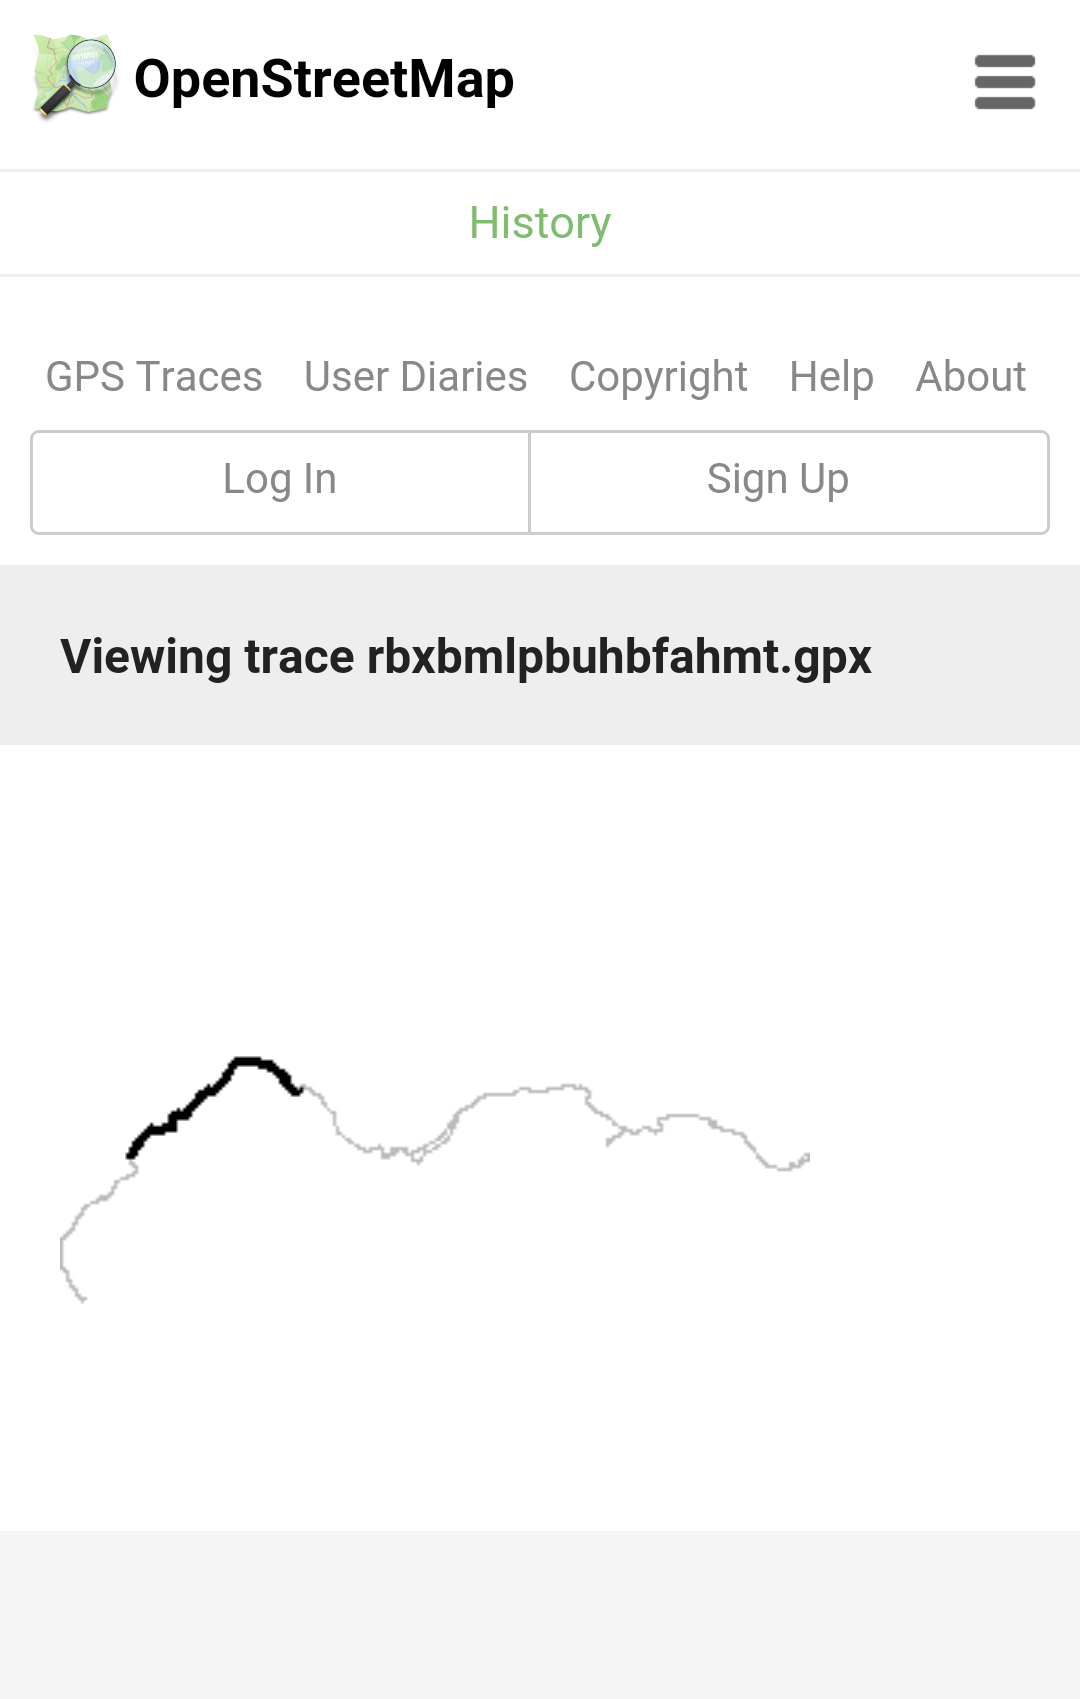 OpenStreetMap
History
GPS Traces User Diaries Copyright Help About
Log In Sign Up
Viewing trace rbxbmlpbuhbfahmt.gpx